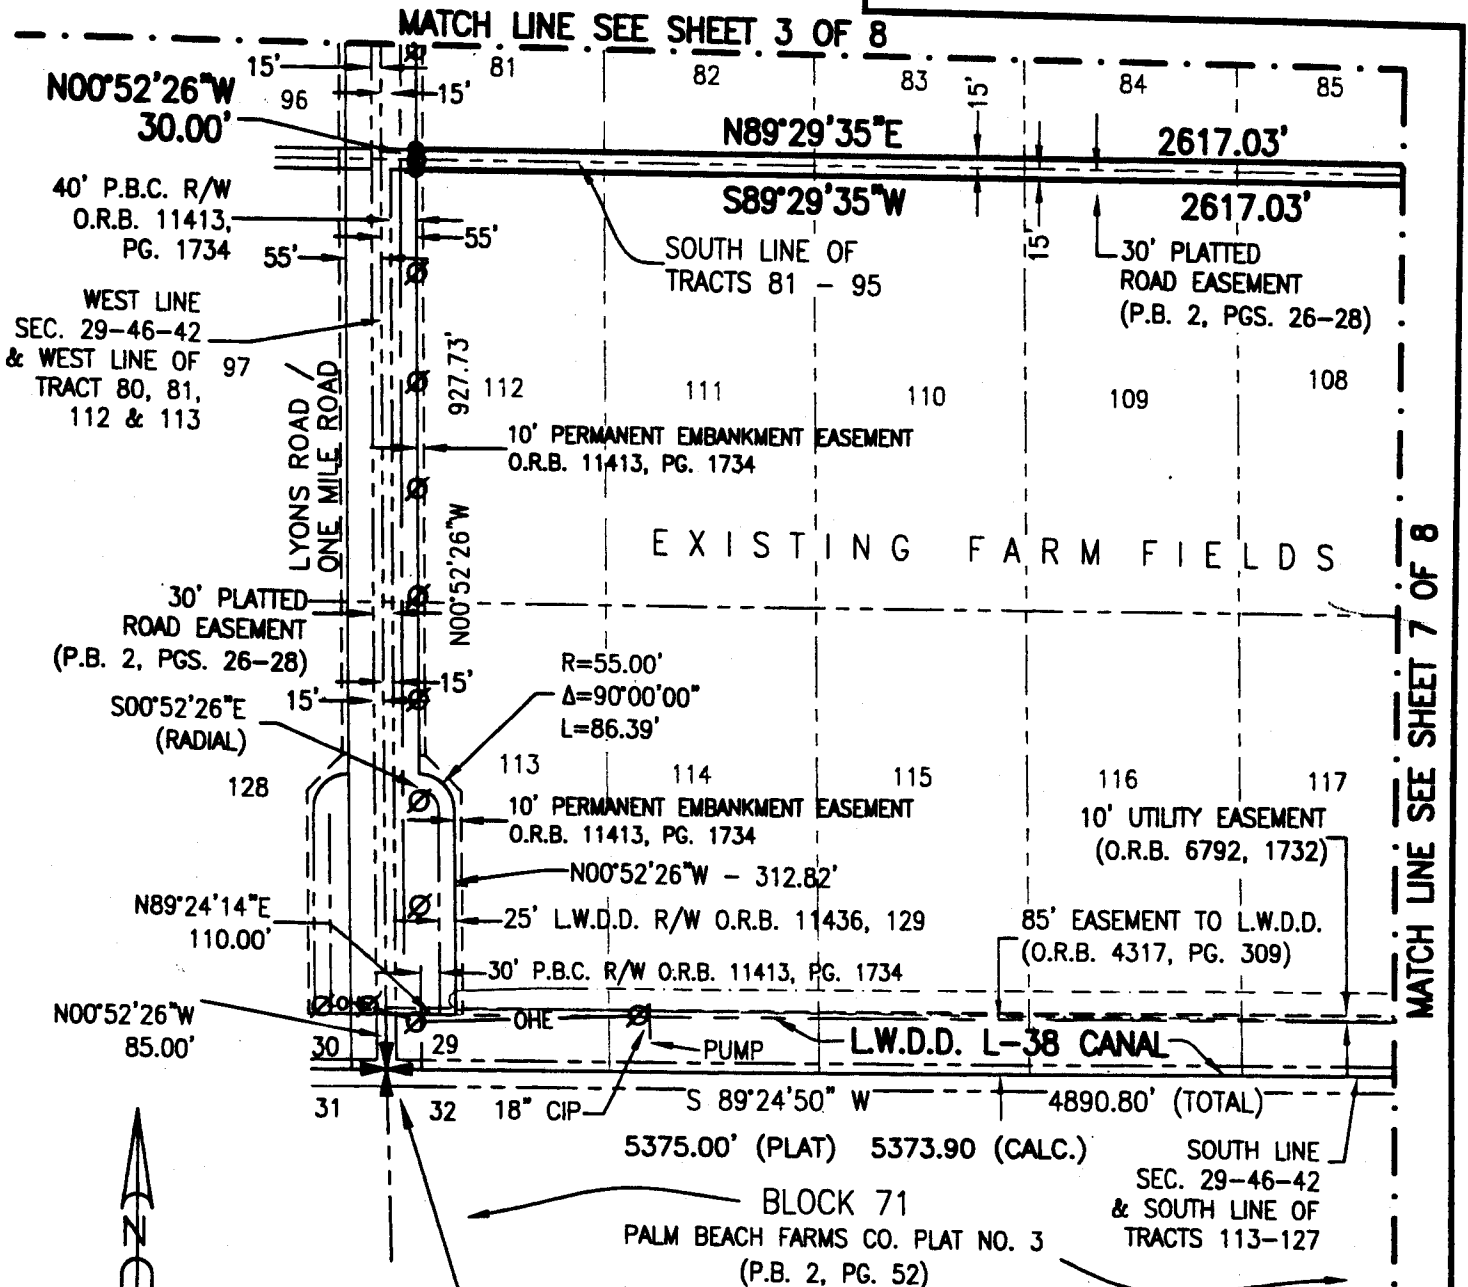 MATCH LINE SEE SHEET 3 OF 8
15'
81
82
83
84
85
N00°52'26"W
30.00'
96
15'
15'
N89°29'35"E
2617.03'
40' P.B.C. R/W
O.R.B. 11413,
PG. 1734
S89°29'35"W
2617.03'
55'
55'
15'
SOUTH LINE OF
TRACTS 81 - 95
30' PLATTED
ROAD EASEMENT
(P.B. 2, PGS. 26-28)
WEST LINE
SEC. 29-46-42
& WEST LINE OF
TRACT 80, 81,
112 & 113
97
LYONS ROAD /
ONE MILE ROAD
927.73'
112
111
110
109
108
10' PERMANENT EMBANKMENT EASEMENT
O.R.B. 11413, PG. 1734
N00°52'26"W
EXISTING FARM FIELDS
MATCH LINE SEE SHEET 7 OF 8
30' PLATTED
ROAD EASEMENT
(P.B. 2, PGS. 26-28)
15'
15'
S00°52'26"E
(RADIAL)
R=55.00'
Δ=90°00'00"
L=86.39'
128
113
114
115
116
117
10' PERMANENT EMBANKMENT EASEMENT
O.R.B. 11413, PG. 1734
10' UTILITY EASEMENT
(O.R.B. 6792, 1732)
N00°52'26"W - 312.82'
N89°24'14"E
110.00'
25' L.W.D.D. R/W O.R.B. 11436, 129
85' EASEMENT TO L.W.D.D.
(O.R.B. 4317, PG. 309)
30' P.B.C. R/W O.R.B. 11413, PG. 1734
N00°52'26"W
85.00'
OHE
30
29
PUMP
L.W.D.D. L-38 CANAL
31
32
18" CIP
S 89°24'50" W
4890.80' (TOTAL)
5375.00' (PLAT) 5373.90 (CALC.)
SOUTH LINE
SEC. 29-46-42
& SOUTH LINE OF
TRACTS 113-127
BLOCK 71
PALM BEACH FARMS CO. PLAT NO. 3
(P.B. 2, PG. 52)
N